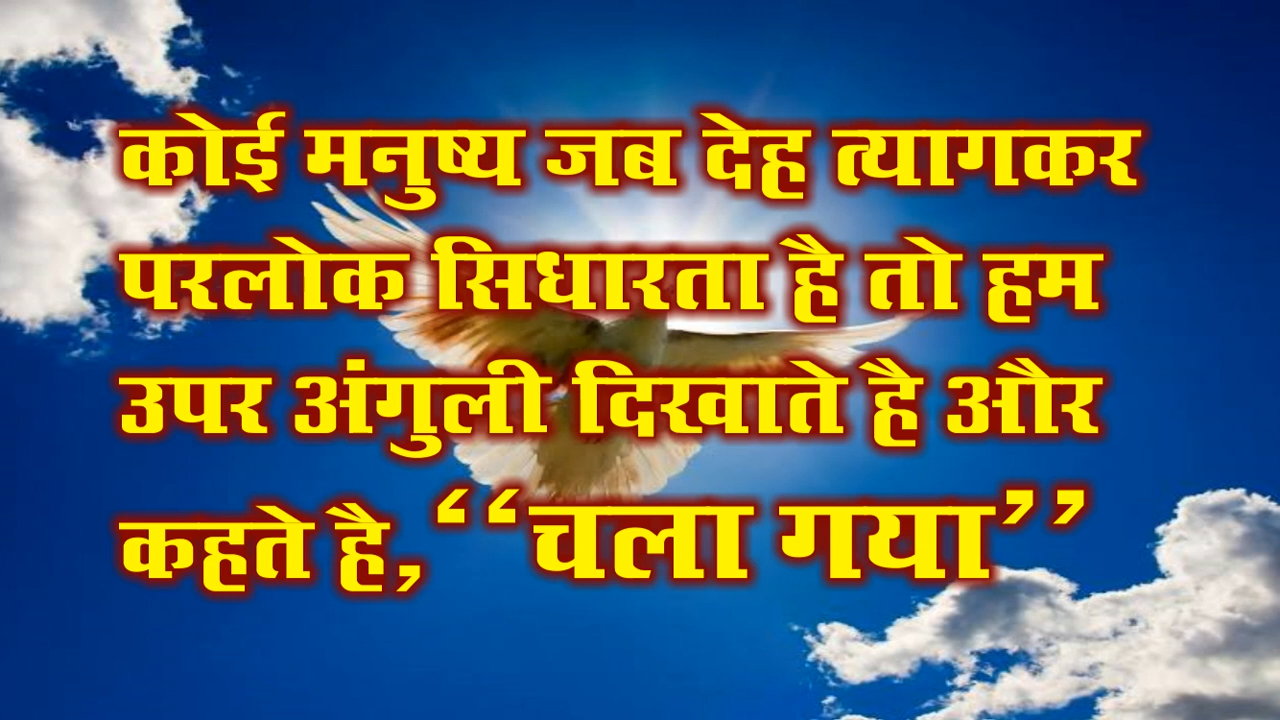 कोई मनुष्य जब देह त्यागकर
परलोक सिधारता है तो हम
उपर अंगुली दिखाते है और
कहते है, ‘‘चला गया’’